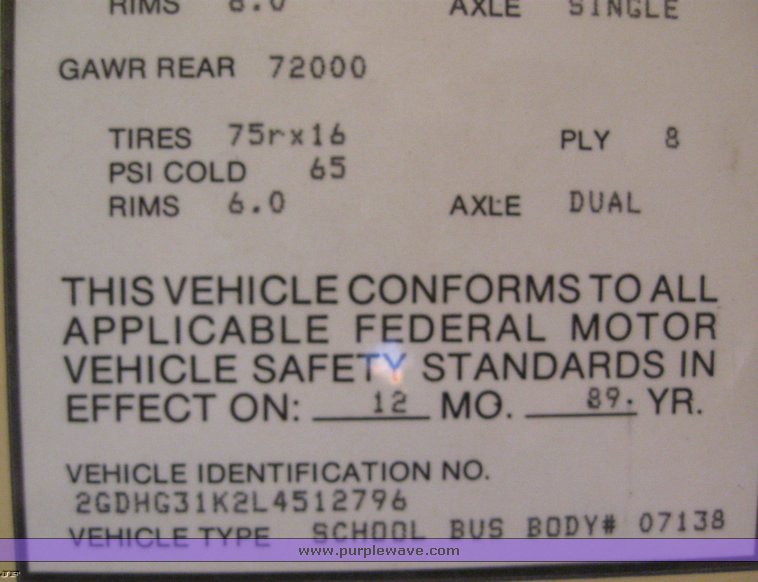 RIMS 6.0 AXLE SINGLE
GAWR REAR 72000
TIRES 75rx16 PLY 8
PSI COLD 65
RIMS 6.0 AXLE DUAL
THIS VEHICLE CONFORMS TO ALL
APPLICABLE FEDERAL MOTOR
VEHICLE SAFETY STANDARDS IN
EFFECT ON: 12 MO. 89. YR.
VEHICLE IDENTIFICATION NO.
2GDHG31K2L4512796
VEHICLE TYPE SCHOOL BUS BODY# 07138
www.purplewave.com